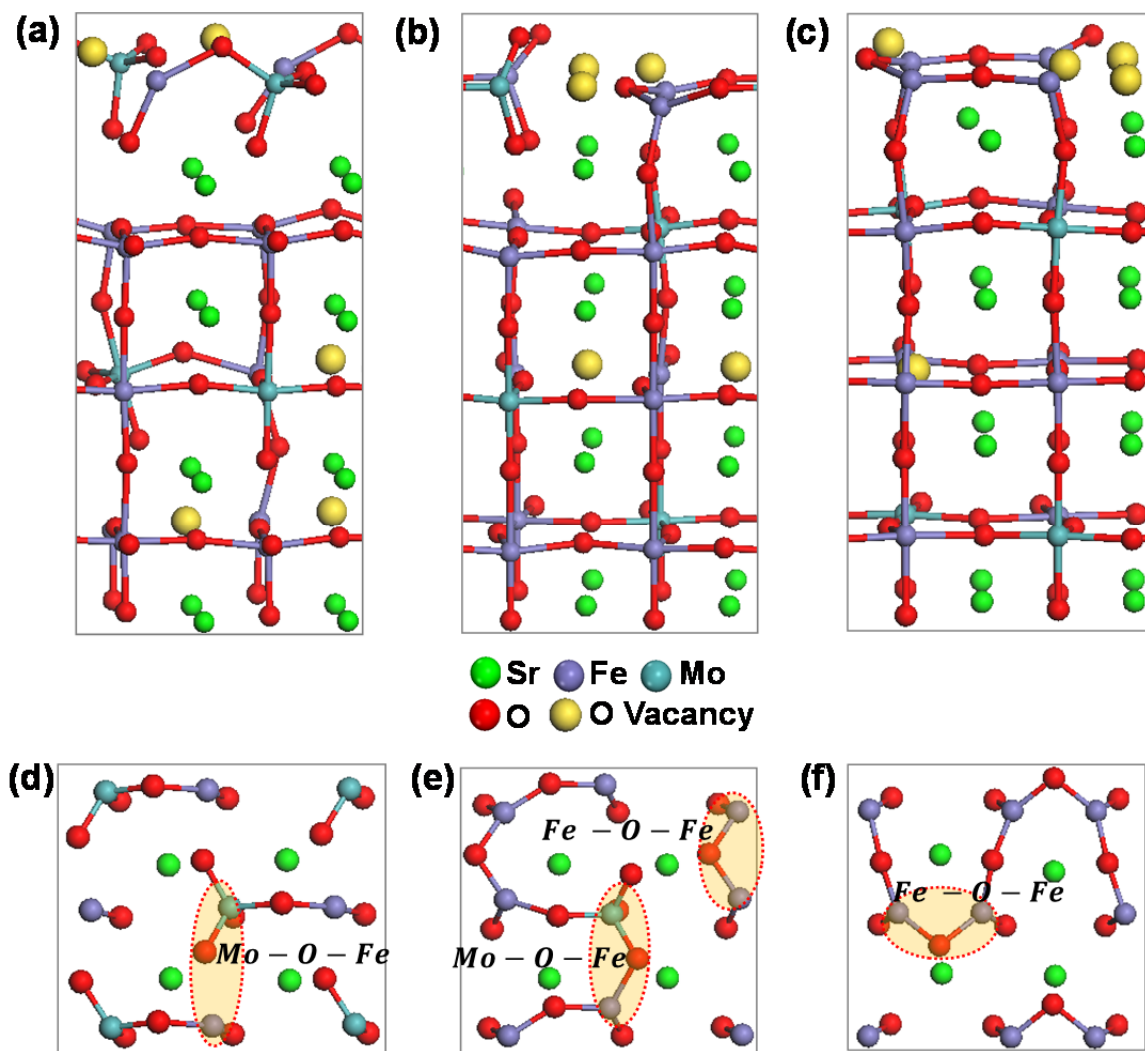 (a)
(b)
(c)
Sr Fe Mo
O O Vacancy
(d)
(e)
(f)
Mo – O – Fe
Fe – O – Fe
Mo – O – Fe
Fe – O – Fe